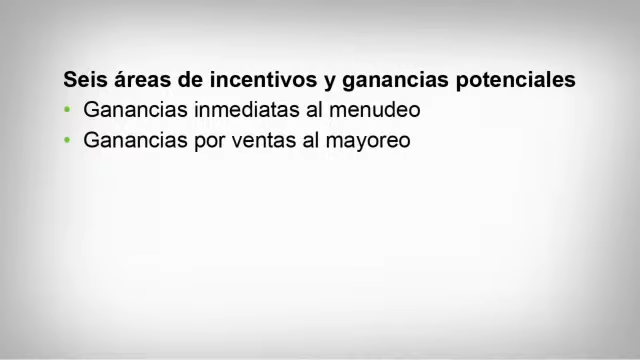 Seis áreas de incentivos y ganancias potenciales
• Ganancias inmediatas al menudeo
• Ganancias por ventas al mayoreo